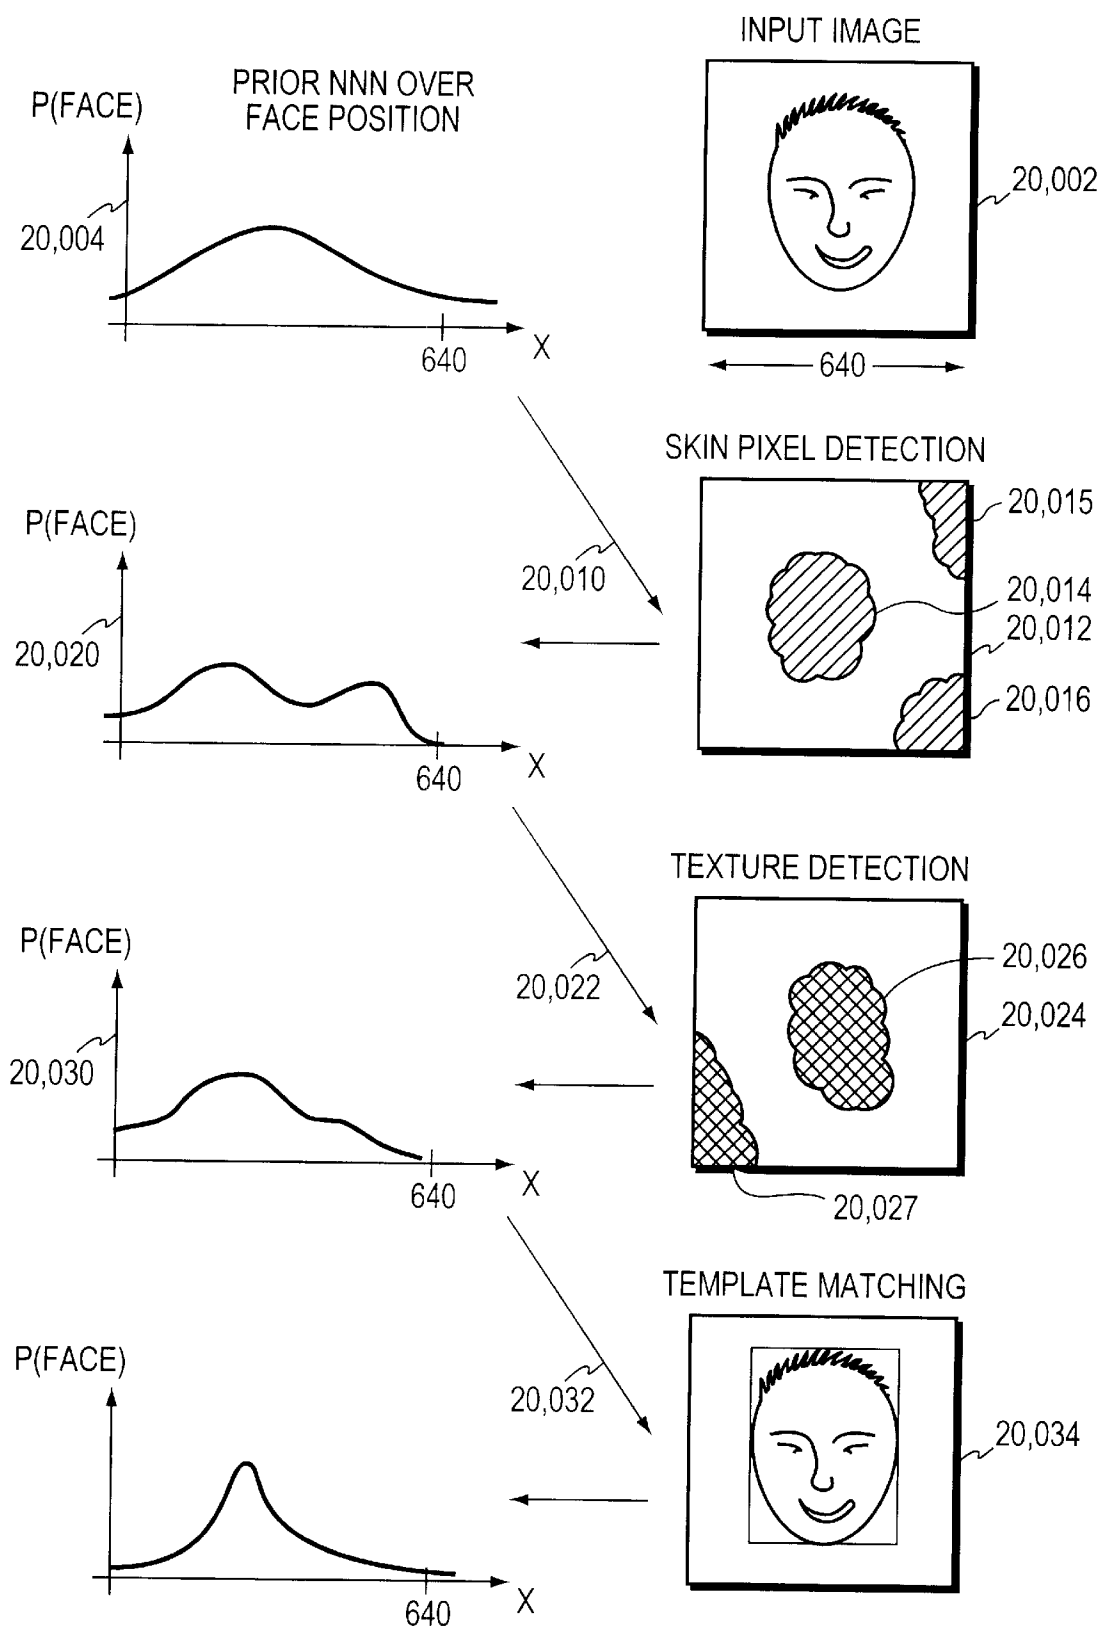 INPUT IMAGE
PRIOR NNN OVER
FACE POSITION
P(FACE)
20,002
20,004
640
X
640
SKIN PIXEL DETECTION
20,015
P(FACE)
20,010
20,014
20,012
20,020
20,016
640
X
TEXTURE DETECTION
P(FACE)
20,026
20,022
20,024
20,030
640
X
20,027
TEMPLATE MATCHING
P(FACE)
20,032
20,034
640
X